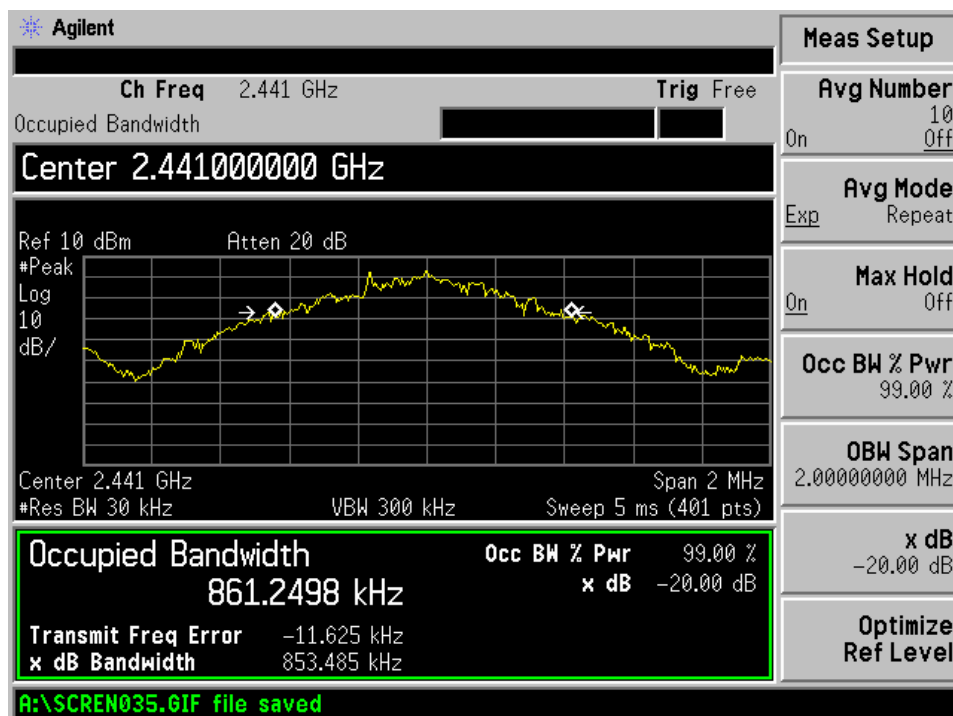 Agilent
Ch Freq 2.441 GHz Trig Free
Occupied Bandwidth
Center 2.441000000 GHz
Ref 10 dBm Atten 20 dB
#Peak
Log
10
dB/
Center 2.441 GHz Span 2 MHz
#Res BW 30 kHz VBW 300 kHz Sweep 5 ms (401 pts)
Occupied Bandwidth Occ BW % Pwr 99.00 %
861.2498 kHz x dB -20.00 dB
Transmit Freq Error -11.625 kHz
x dB Bandwidth 853.485 kHz
A:\SCREN035.GIF file saved
Meas Setup
Avg Number
10
On Off
Avg Mode
Exp Repeat
Max Hold
On Off
Occ BW % Pwr
99.00 %
OBW Span
2.00000000 MHz
x dB
-20.00 dB
Optimize
Ref Level